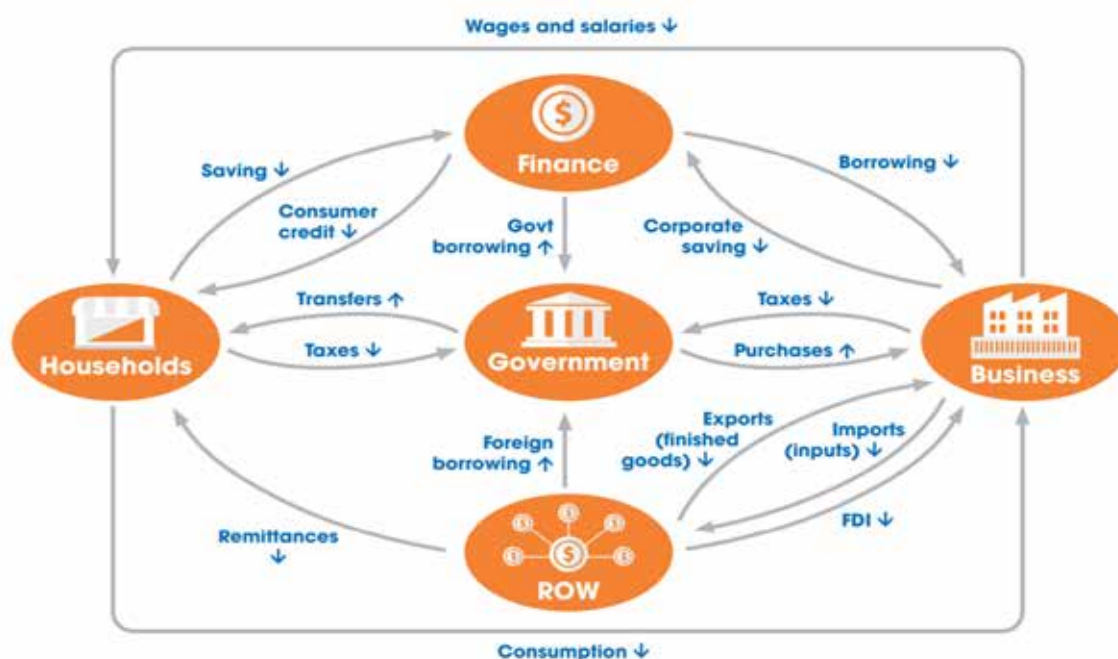 Wages and salaries ↓
$
Finance
Saving ↓
Borrowing ↓
Consumer
credit ↓
Govt
borrowing ↑
Corporate
saving ↓
Transfers ↑
Taxes ↓
Households
Taxes ↓
Government
Purchases ↑
Business
Exports
(finished
goods) ↓
Imports
(inputs) ↓
Foreign
borrowing ↑
Remittances
↓
FDI ↓
$
ROW
Consumption ↓